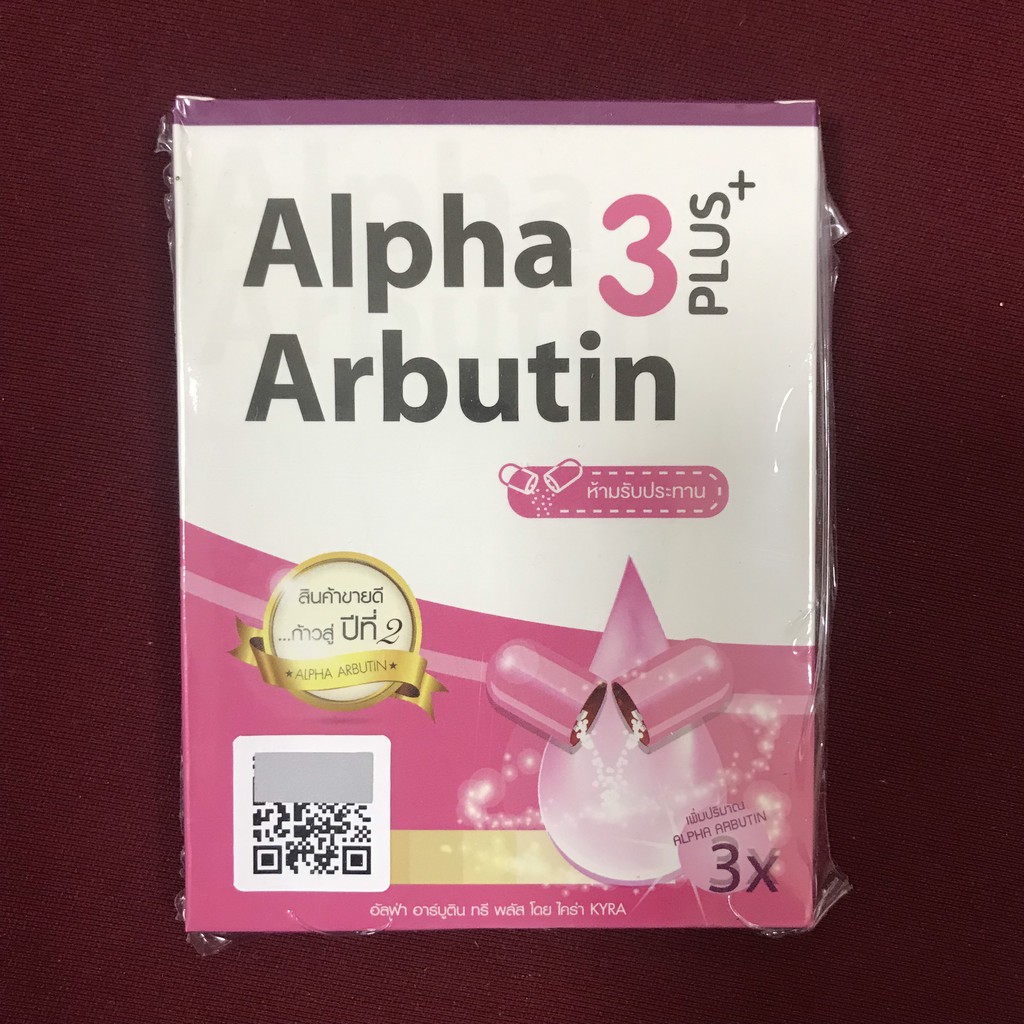 Alpha 3 PLUS+
Arbutin
ห้ามรับประทาน
สินค้าขายดี
...ก้าวสู่ ปีที่ 2
★ALPHA ARBUTIN★
เพิ่มปริมาณ
ALPHA ARBUTIN
3X
อัลฟ่า อาร์บูติน ทรี พลัส โดย ไคร่า KYRA